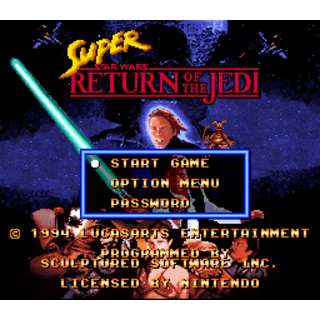 SUPER
STAR WARS
RETURN OF THE JEDI
START GAME
OPTION MENU
PASSWORD
© 1994 LUCASARTS ENTERTAINMENT
PROGRAMMED BY
SCULPTURED SOFTWARE INC.
LICENSED BY NINTENDO